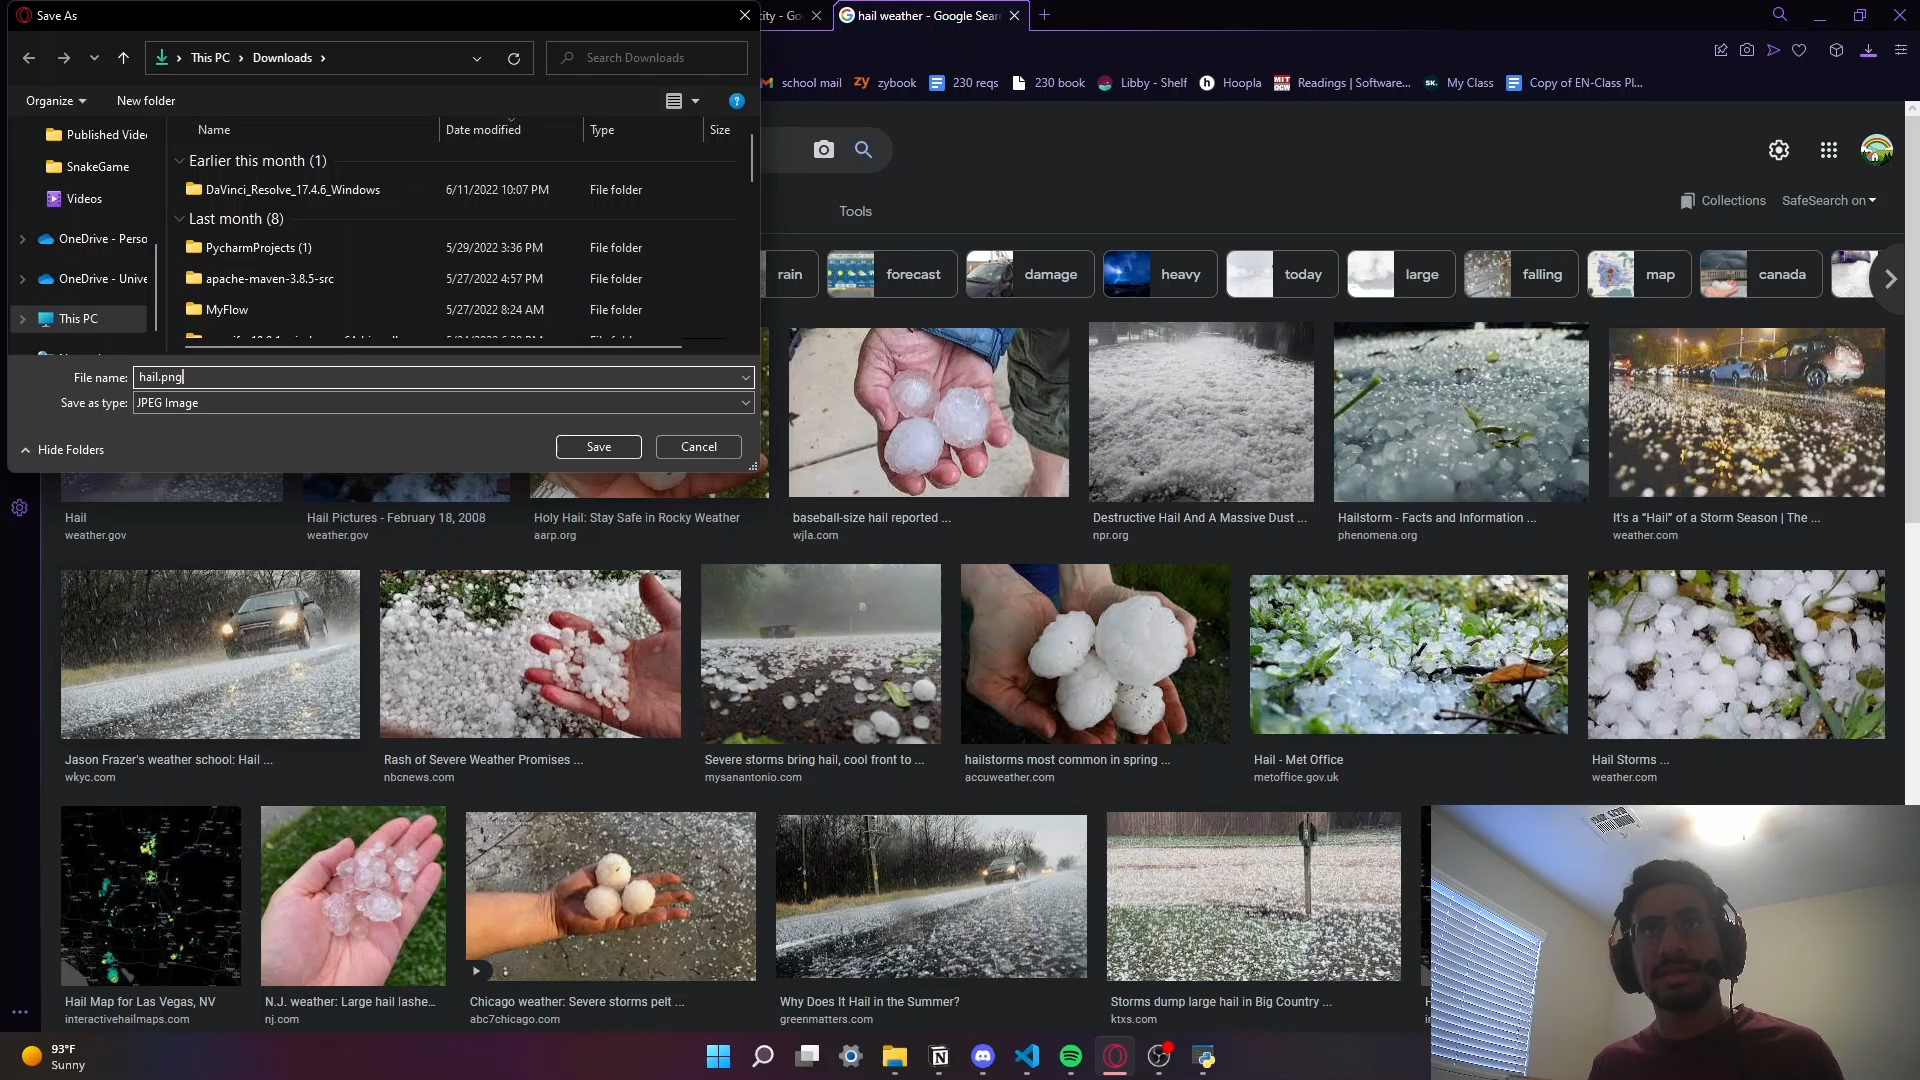 Save As
city - Go
hail weather - Google Sear
This PC
Downloads
Search Downloads
school mail
zybook
230 reqs
230 book
Libby - Shelf
Hoopla
Readings | Software...
My Class
Copy of EN-Class Pl...
Organize
New folder
Name
Date modified
Type
Size
Published Vide
SnakeGame
Videos
OneDrive - Perso
OneDrive - Unive
This PC
Earlier this month (1)
DaVinci_Resolve_17.4.6_Windows
6/11/2022 10:07 PM
File folder
Last month (8)
PycharmProjects (1)
5/29/2022 3:36 PM
File folder
apache-maven-3.8.5-src
5/27/2022 4:57 PM
File folder
MyFlow
5/27/2022 8:24 AM
File folder
File name:
hail.png
Save as type:
JPEG Image
Hide Folders
Save
Cancel
Tools
Collections
SafeSearch on
rain
forecast
damage
heavy
today
large
falling
map
canada
Hail
weather.gov
Hail Pictures - February 18, 2008
weather.gov
Holy Hail: Stay Safe in Rocky Weather
aarp.org
baseball-size hail reported ...
wjla.com
Destructive Hail And A Massive Dust ...
npr.org
Hailstorm - Facts and Information ...
phenomena.org
It's a “Hail” of a Storm Season | The ...
weather.com
Jason Frazer's weather school: Hail ...
wkyc.com
Rash of Severe Weather Promises ...
nbcnews.com
Severe storms bring hail, cool front to ...
mysanantonio.com
hailstorms most common in spring ...
accuweather.com
Hail - Met Office
metoffice.gov.uk
Hail Storms ...
weather.com
Hail Map for Las Vegas, NV
interactivehailmaps.com
N.J. weather: Large hail lashe...
nj.com
Chicago weather: Severe storms pelt ...
abc7chicago.com
Why Does It Hail in the Summer?
greenmatters.com
Storms dump large hail in Big Country ...
ktxs.com
93°F
Sunny